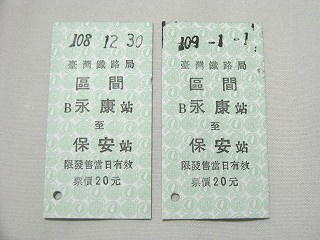 108 12 30
臺灣鐵路局
區間
B永康站
至
保安站
限發售當日有效
票價20元
109 -1 -1
臺灣鐵路局
區間
B永康站
至
保安站
限發售當日有效
票價20元